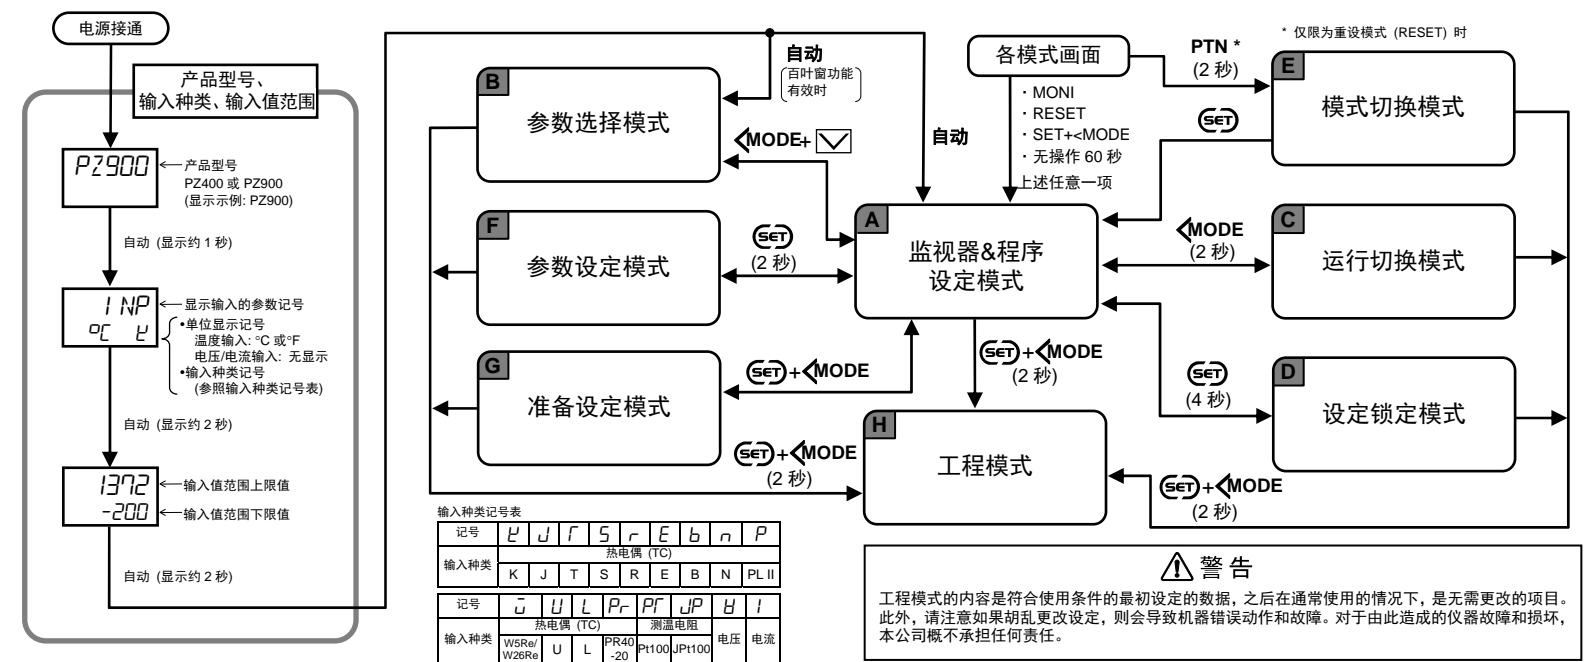 电源接通
产品型号、
输入种类、输入值范围
PZ900
产品型号
PZ400 或 PZ900
(显示示例: PZ900)
自动 (显示约 1 秒)
INP
°C K
显示输入的参数记号
•单位显示记号
温度输入: °C 或°F
电压/电流输入: 无显示
•输入种类记号
(参照输入种类记号表)
自动 (显示约 2 秒)
1372
-200
输入值范围上限值
输入值范围下限值
自动 (显示约 2 秒)
B
参数选择模式
自动
百叶窗功能
有效时
MODE+
F
参数设定模式
SET
(2 秒)
G
准备设定模式
SET+<MODE
SET+<MODE
(2 秒)
自动
各模式画面
· MONI
· RESET
· SET+<MODE
· 无操作 60 秒
上述任意一项
A
监视器&程序
设定模式
SET+<MODE
(2 秒)
H
工程模式
* 仅限为重设模式 (RESET) 时
PTN *
(2 秒)
E
模式切换模式
SET
<MODE
(2 秒)
C
运行切换模式
SET
(4 秒)
D
设定锁定模式
SET+<MODE
(2 秒)
输入种类记号表
记号 K J T S R E B N P
输入种类 热电偶 (TC)
K J T S R E B N PL II
记号 W U L PR PT JP V I
输入种类 热电偶 (TC) 测温电阻 电压 电流
W5Re/W26Re U L PR40-20 Pt100 JPt100
警告
工程模式的内容是符合使用条件的最初设定的数据，之后在通常使用的情况下，是无需更改的项目。
此外，请注意如果胡乱更改设定，则会导致机器错误动作和故障。对于由此造成的仪器故障和损坏，
本公司概不承担任何责任。